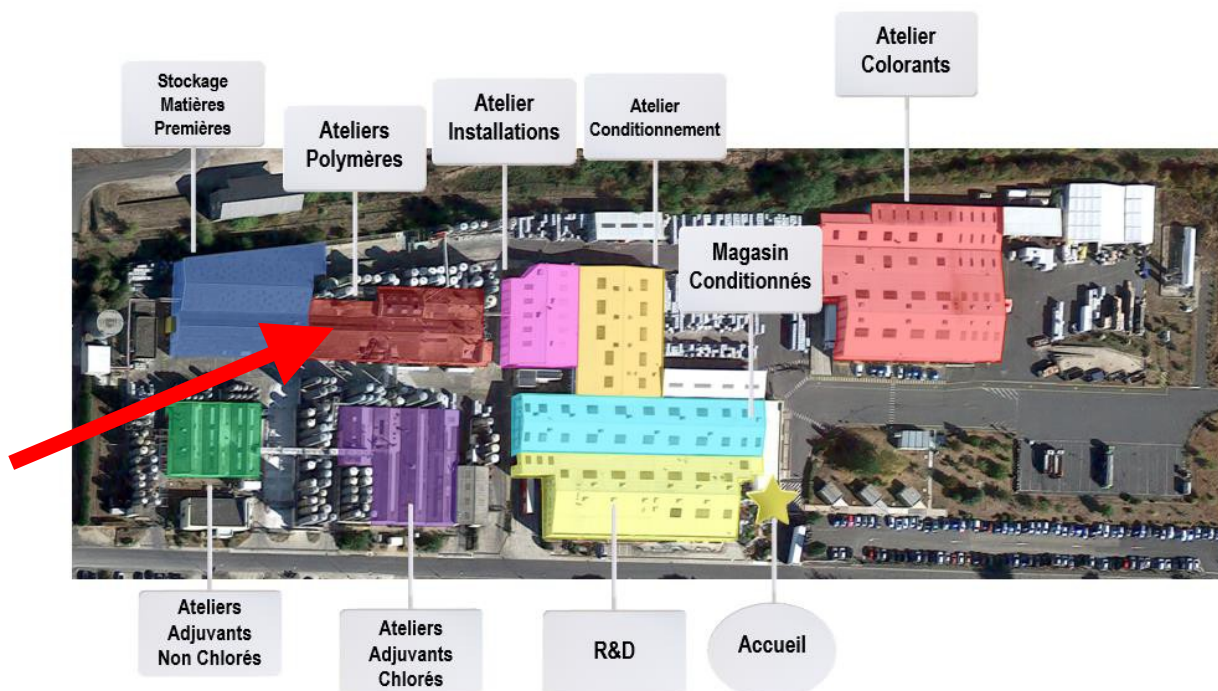 Stockage
Matières
Premières
Ateliers
Polymères
Atelier
Installations
Atelier
Conditionnement
Atelier
Colorants
Magasin
Conditionnés
Ateliers
Adjuvants
Non Chlorés
Ateliers
Adjuvants
Chlorés
R&D
Accueil